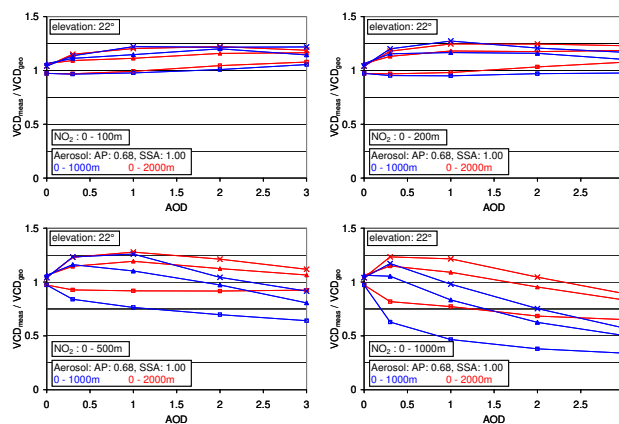 1.5
1
0.5
0
VCDmeas / VCDgeo
elevation: 22°
NO2 : 0 - 100m
Aerosol: AP: 0.68, SSA: 1.00
0 - 1000m 0 - 2000m
0 0.5 1 1.5 2 2.5 3
AOD
1.5
1
0.5
0
VCDmeas / VCDgeo
elevation: 22°
NO2 : 0 - 200m
Aerosol: AP: 0.68, SSA: 1.00
0 - 1000m 0 - 2000m
0 0.5 1 1.5 2 2.5
AOD
1.5
1
0.5
0
VCDmeas / VCDgeo
elevation: 22°
NO2 : 0 - 500m
Aerosol: AP: 0.68, SSA: 1.00
0 - 1000m 0 - 2000m
0 0.5 1 1.5 2 2.5 3
AOD
1.5
1
0.5
0
VCDmeas / VCDgeo
elevation: 22°
NO2 : 0 - 1000m
Aerosol: AP: 0.68, SSA: 1.00
0 - 1000m 0 - 2000m
0 0.5 1 1.5 2 2.5
AOD